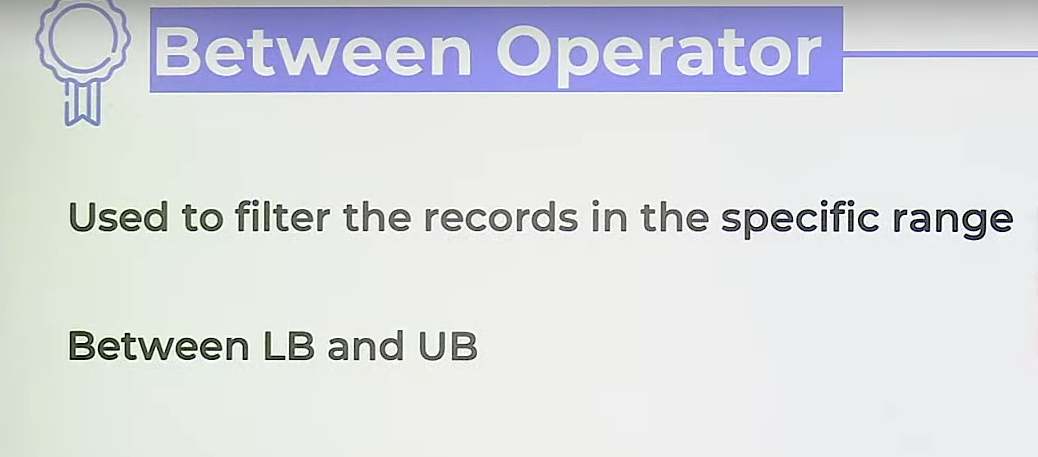 Between Operator
Used to filter the records in the specific range
Between LB and UB